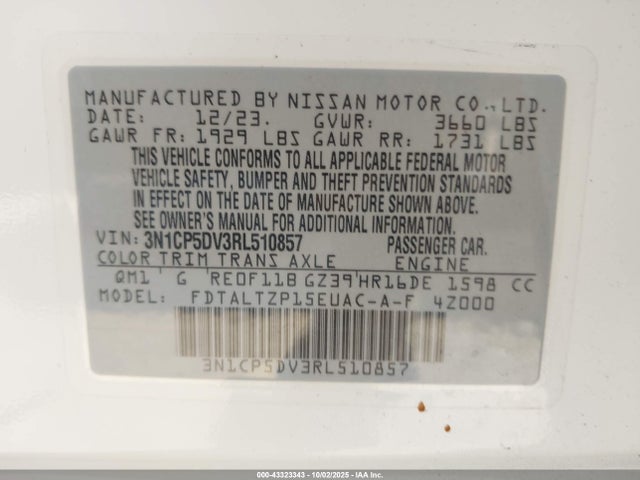 MANUFACTURED BY NISSAN MOTOR CO.,LTD.
DATE: 12/23. GVWR: 3660 LBS
GAWR FR: 1929 LBS GAWR RR: 1731 LBS
THIS VEHICLE CONFORMS TO ALL APPLICABLE FEDERAL MOTOR
VEHICLE SAFETY, BUMPER AND THEFT PREVENTION STANDARDS
IN EFFECT ON THE DATE OF MANUFACTURE SHOWN ABOVE.
SEE OWNER'S MANUAL FOR ADDITIONAL INFORMATION.
VIN: 3N1CP5DV3RL510857 PASSENGER CAR.
COLOR TRIM TRANS AXLE ENGINE
QM1 G RE0F11B GZ39 HR16DE 1598 CC
MODEL: FDTALTZP15EUAC-A-F 4Z000
3N1CP5DV3RL510857
000-43323343 | 10/02/2025 | IAA Inc.